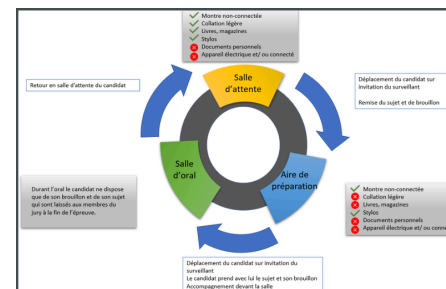 Montre non-connectée
Collation légère
Livres, magazines
Stylos
Documents personnels
Appareil électrique et/ ou connecté
Salle
d'attente
Retour en salle d'attente du candidat
Déplacement du candidat sur
invitation du surveillant
Remise du sujet et de brouillon
Salle
d'oral
Aire de
préparation
Montre non-connectée
Collation légère
Livres, magazines
Stylos
Documents personnels
Appareil électrique et/ ou conne
Durant l'oral le candidat ne dispose
que de son brouillon et de son sujet
qui sont laissés aux membres du
jury à la fin de l'épreuve.
Déplacement du candidat sur invitation du
surveillant
Le candidat prend avec lui le sujet et son brouillon
Accompagnement devant la salle